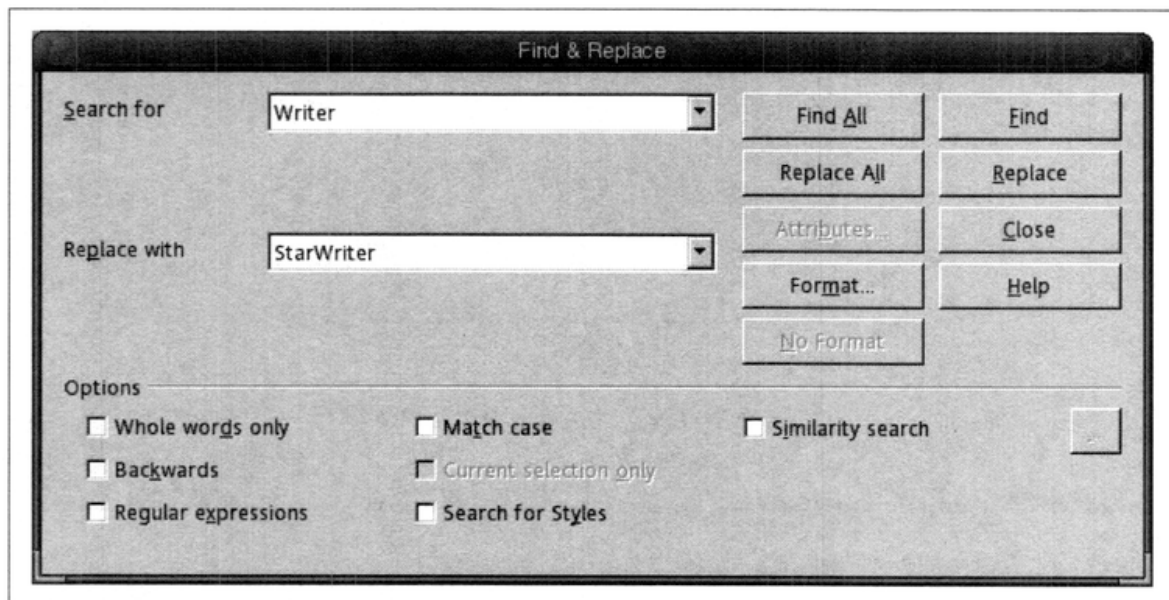 Find & Replace
Search for
Writer
Find All
Find
Replace All
Replace
Replace with
StarWriter
Attributes...
Close
Format...
Help
No Format
Options
Whole words only
Match case
Similarity search
Backwards
Current selection only
Regular expressions
Search for Styles